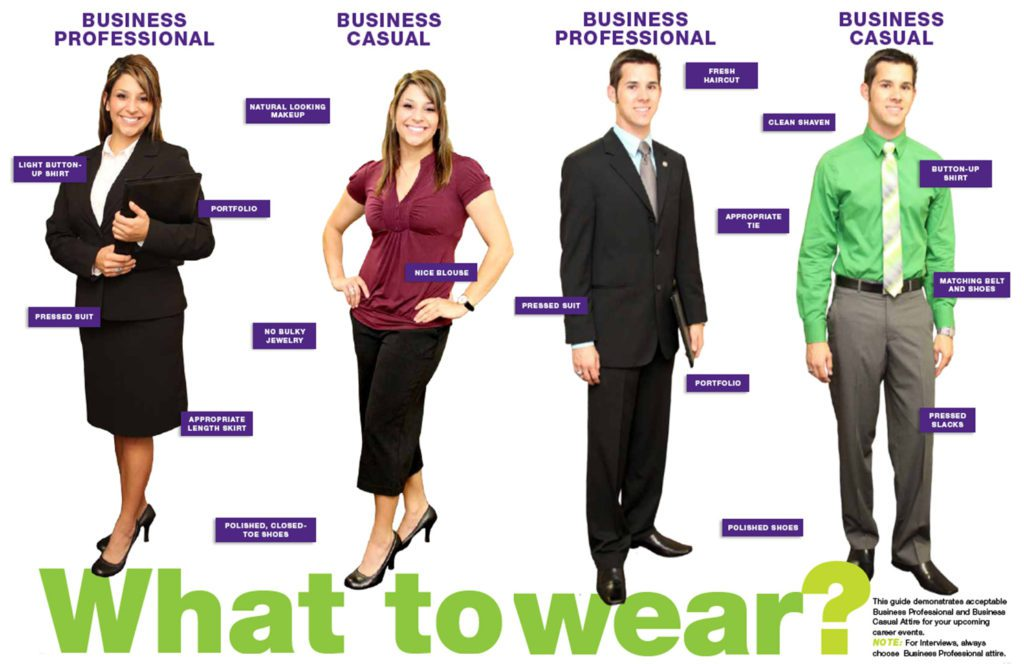 BUSINESS
PROFESSIONAL
BUSINESS
CASUAL
BUSINESS
PROFESSIONAL
BUSINESS
CASUAL
FRESH
HAIRCUT
NATURAL LOOKING
MAKEUP
CLEAN SHAVEN
LIGHT BUTTON-
UP SHIRT
BUTTON-UP
SHIRT
PORTFOLIO
APPROPRIATE
TIE
NICE BLOUSE
MATCHING BELT
AND SHOES
PRESSED SUIT
PRESSED SUIT
NO BULKY
JEWELRY
PORTFOLIO
APPROPRIATE
LENGTH SKIRT
PRESSED
SLACKS
POLISHED, CLOSED-
TOE SHOES
POLISHED SHOES
What to wear?
This guide demonstrates acceptable
Business Professional and Business
Casual Attire for your upcoming
career events.
NOTE: For Interviews, always
choose Business Professional attire.